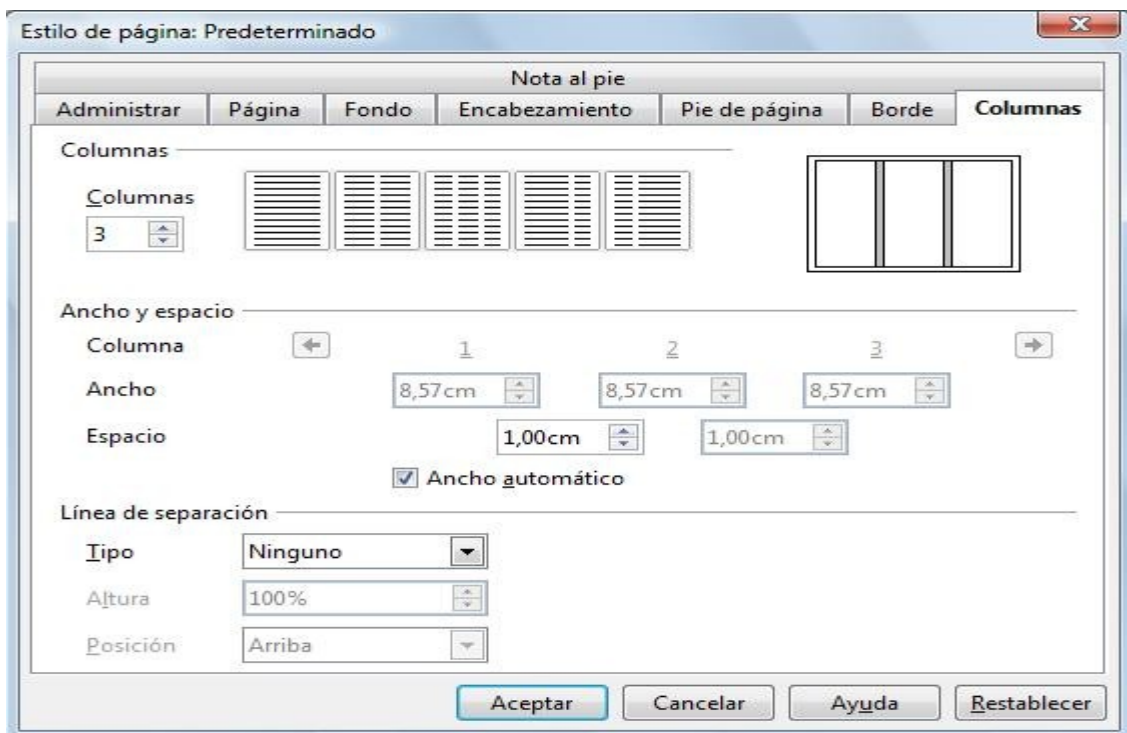 Estilo de página: Predeterminado
Nota al pie
Administrar Página Fondo Encabezamiento Pie de página Borde Columnas
Columnas
Columnas
3
Ancho y espacio
Columna 1 2 3
Ancho 8,57cm 8,57cm 8,57cm
Espacio 1,00cm 1,00cm
Ancho automático
Línea de separación
Tipo Ninguno
Altura 100%
Posición Arriba
Aceptar Cancelar Ayuda Restablecer